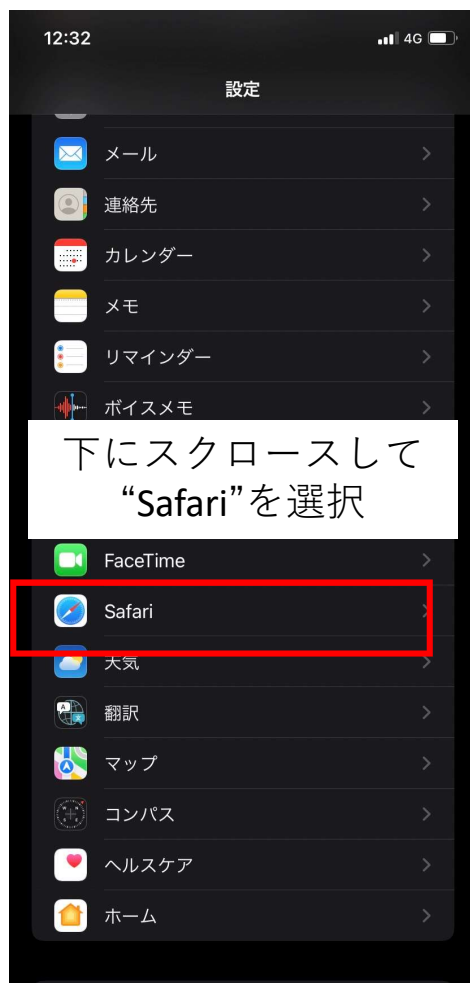 12:32
4G
設定
メール
連絡先
カレンダー
メモ
リマインダー
ボイスメモ
下にスクロースして
“Safari”を選択
FaceTime
Safari
天気
翻訳
マップ
コンパス
ヘルスケア
ホーム